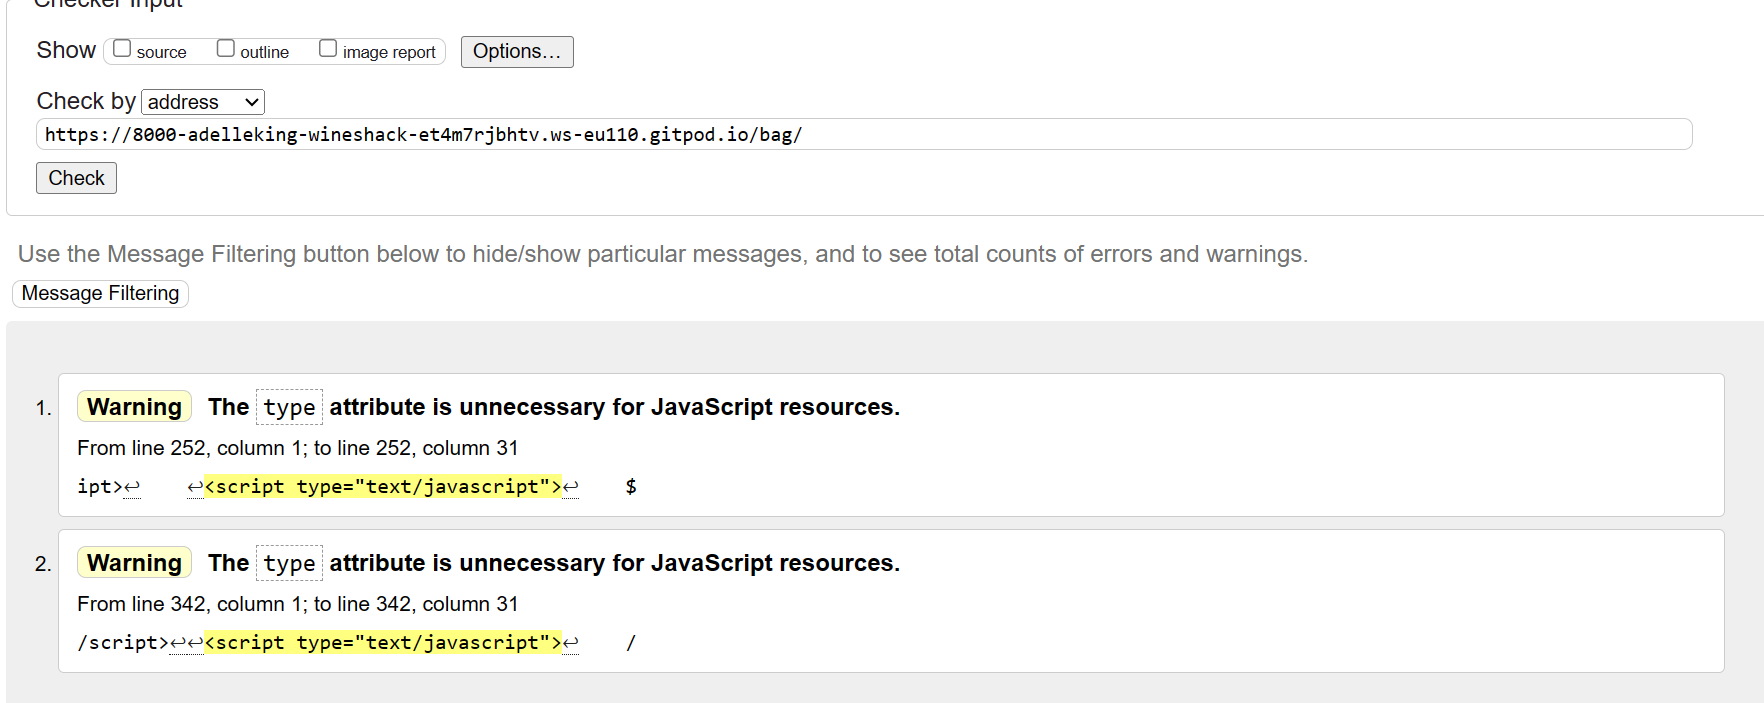 Checker Input
Show source outline image report Options...
Check by address
https://8000-adelleking-wineshack-et4m7rjbhtv.ws-eu110.gitpod.io/bag/
Check
Use the Message Filtering button below to hide/show particular messages, and to see total counts of errors and warnings.
Message Filtering
1. Warning The type attribute is unnecessary for JavaScript resources.
From line 252, column 1; to line 252, column 31
ipt>↩ ↩<script type="text/javascript">↩ $
2. Warning The type attribute is unnecessary for JavaScript resources.
From line 342, column 1; to line 342, column 31
/script>↩↩<script type="text/javascript">↩ /